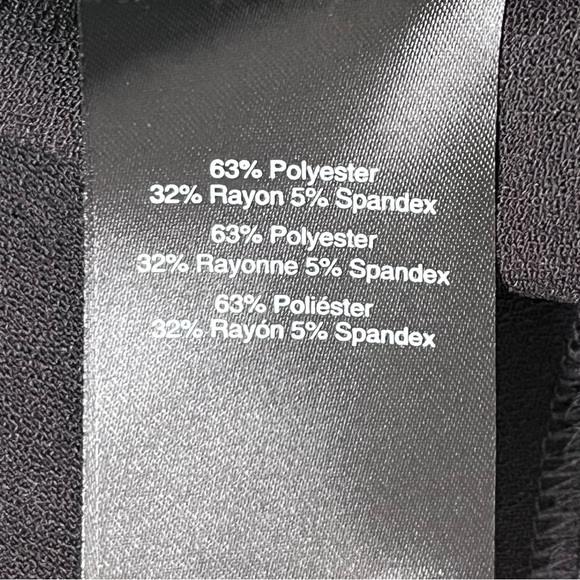 63% Polyester
32% Rayon 5% Spandex
63% Polyester
32% Rayonne 5% Spandex
63% Poliéster
32% Rayón 5% Spandex